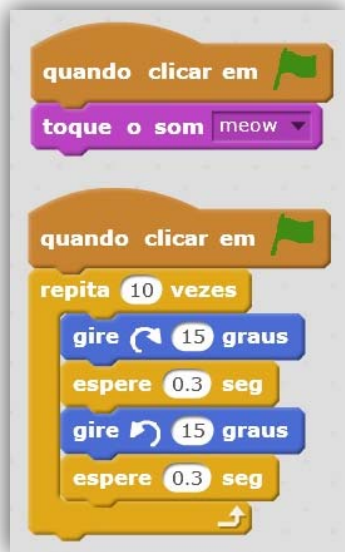 quando clicar em
toque o som meow
quando clicar em
repita 10 vezes
gire 15 graus
espere 0.3 seg
gire 15 graus
espere 0.3 seg